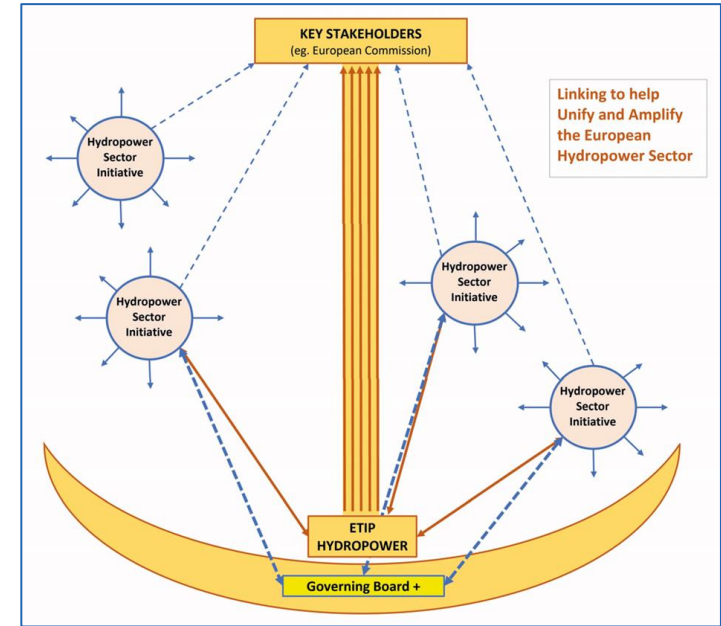 KEY STAKEHOLDERS
(eg. European Commission)
Linking to help
Unify and Amplify
the European
Hydropower Sector
Hydropower
Sector
Initiative
Hydropower
Sector
Initiative
Hydropower
Sector
Initiative
Hydropower
Sector
Initiative
ETIP
HYDROPOWER
Governing Board +